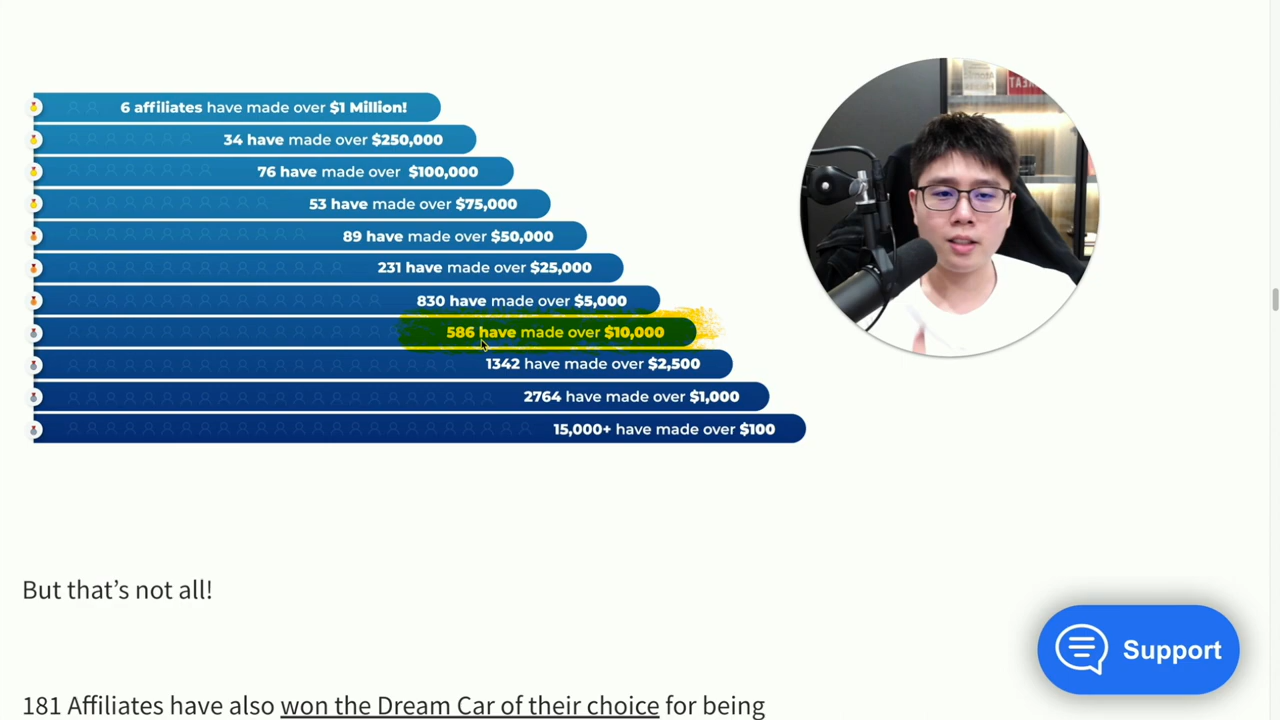 6 affiliates have made over $1 Million!
34 have made over $250,000
76 have made over $100,000
53 have made over $75,000
89 have made over $50,000
231 have made over $25,000
830 have made over $5,000
586 have made over $10,000
1342 have made over $2,500
2764 have made over $1,000
15,000+ have made over $100
But that’s not all!
Support
181 Affiliates have also won the Dream Car of their choice for being